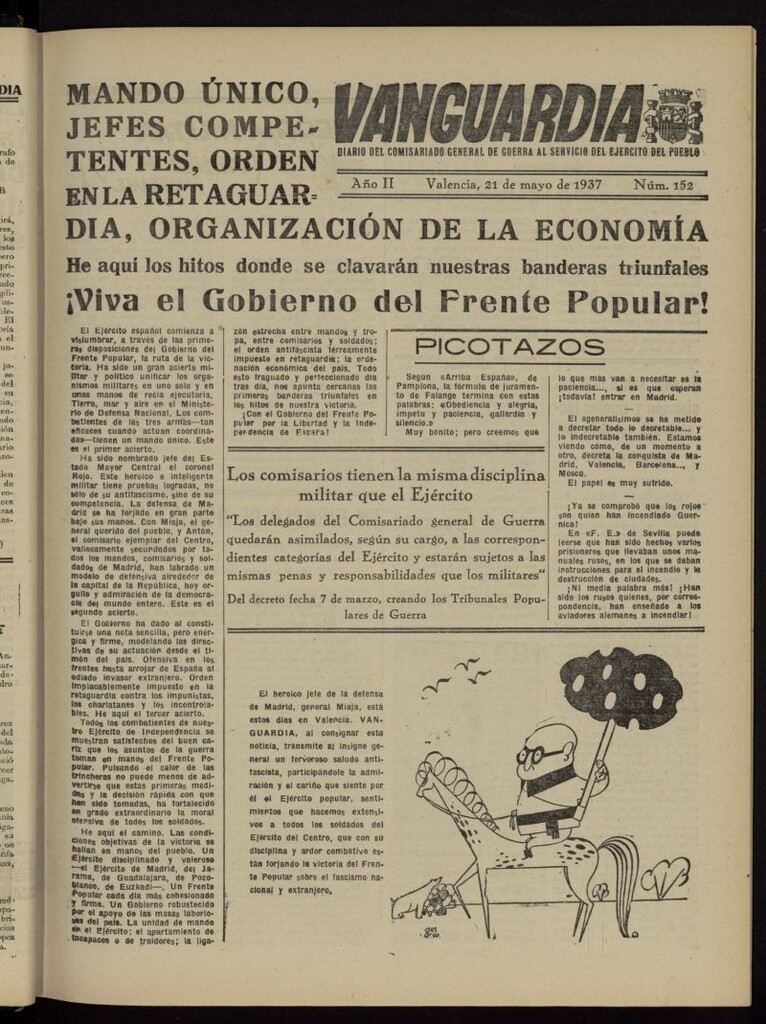 MANDO ÚNICO,
JEFES COMPE-
TENTES, ORDEN
EN LA RETAGUAR-
DIA, ORGANIZACIÓN DE LA ECONOMÍA
VANGUARDIA
DIARIO DEL COMISARIADO GENERAL DE GUERRA AL SERVICIO DEL EJERCITO DEL PUEBLO
Año II Valencia, 21 de mayo de 1937 Núm. 152
He aquí los hitos donde se clavarán nuestras banderas triunfales
¡Viva el Gobierno del Frente Popular!
El Ejército español comienza a
vislumbrar, a través de las prime-
ras disposiciones del Gobierno del
Frente Popular, la ruta de la vic-
toria. Ha sido un gran acierto mi-
litar y político unificar los orga-
nismos militares en uno solo y en
unas manos de recia ejecutoria.
Tierra, mar y aire en el Ministe-
rio de Defensa Nacional. Los com-
batientes de las tres armas—tan
eficaces cuando actúan coordina-
das—tienen un mando único. Este
es el primer acierto.
Ha sido nombrado jefe del Es-
tado Mayor Central el coronel
Rojo. Este heroico e inteligente
militar tiene pruebas logradas, no
sólo de su antifascismo, sino de su
competencia. La defensa de Ma-
drid se ha forjado en gran parte
bajo sus manos. Con Miaja, el gen-
eral querido del pueblo, y Antón,
el comisario ejemplar del Centro,
valiosamente secundados por to-
dos los mandos, comisarios y sol-
dados de Madrid, han labrado un
modelo de defensiva alrededor de
la capital de la República, hoy or-
gullo y admiración de la democra-
cia del mundo entero. Este es el
segundo acierto.
El Gobierno ha dado al consti-
tuirse una nota sencilla, pero enér-
gica y firme, modelando las direc-
tivas de su actuación desde el ti-
món del país. Ofensiva en los
frentes hasta arrojar de España al
odiado invasor extranjero. Orden
implacablemente impuesto en la
retaguardia contra los impunistas,
los charlatanes y los incontrola-
bles. He aquí el tercer acierto.
Todos los combatientes de nues-
tro Ejército de Independencia se
muestran satisfechos del buen ca-
riz que los asuntos de la guerra
toman en manos del Frente Po-
pular. Pulsando el calor de las
trincheras no puede menos de ad-
vertirse que estas primeras medi-
das y la decisión rápida con que
han sido tomadas, ha fortalecido
en grado extraordinario la moral
ofensiva de todos los soldados.
He aquí el camino. Las condi-
ciones objetivas de la victoria se
hallan en manos del pueblo. Un
Ejército disciplinado y valeroso
—el Ejército de Madrid, del Ja-
rama, de Guadalajara, de Pozo-
blanco, de Euzkadi—. Un Frente
Popular cada día más cohesionado
y firme. Un Gobierno robustecido
por el apoyo de las masas laborio-
sas del país. La unidad de mando
en el Ejército; el apartamiento de
incapaces o de traidores; la liga-
zón estrecha entre mandos y tro-
pa, entre comisarios y soldados;
el orden antifascista férreamente
impuesto en retaguardia; la orde-
nación económica del país. Todo
esto fraguado y perfeccionado día
tras día, nos apunta cercanas las
primeras banderas triunfales en
los hitos de nuestra victoria.
¡Con el Gobierno del Frente Po-
pular por la Libertad y la Inde-
pendencia de España!
PICOTAZOS
Según «Arriba España», de
Pamplona, la fórmula de juramen-
to de Falange termina con estas
palabras: «Obediencia y alegría,
ímpetu y paciencia, gallardía y
silencio.»
Muy bonito; pero creemos que
lo que más van a necesitar es la
paciencia..., si es que esperan
¡todavía! entrar en Madrid.
—
El «generalísimo» se ha metido
a decretar todo lo decretable... y
lo indecretable también. Estamos
viendo cómo, de un momento a
otro, decreta la conquista de Ma-
drid, Valencia, Barcelona..., y
Moscú.
El papel es muy sufrido.
—
¡Ya se comprobó que los rojos
son quien han incendiado Guer-
nica!
En «F. E.» de Sevilla puede
leerse que han sido hechos varios
prisioneros que llevaban unos ma-
nuales rusos, en los que se daban
instrucciones para el incendio y la
destrucción de ciudades.
¡Ni media palabra más! ¡Han
sido los rusos quienes, por corres-
pondencia, han enseñado a los
aviadores alemanes a incendiar!
Los comisarios tienen la misma disciplina
militar que el Ejército
"Los delegados del Comisariado general de Guerra
quedarán asimilados, según su cargo, a las correspon-
dientes categorías del Ejército y estarán sujetos a las
mismas penas y responsabilidades que los militares"
Del decreto fecha 7 de marzo, creando los Tribunales Popu-
lares de Guerra
El heroico jefe de la defensa
de Madrid, general Miaja, está
estos días en Valencia. VAN-
GUARDIA, al consignar esta
noticia, transmite al insigne ge-
neral un fervoroso saludo anti-
fascista, participándole la admi-
ración y el cariño que siente por
él el Ejército popular, senti-
mientos que hacemos extensi-
vos a todos los soldados del
Ejército del Centro, que con su
disciplina y ardor combativo es-
tán forjando la victoria del Fren-
te Popular sobre el fascismo na-
cional y extranjero.